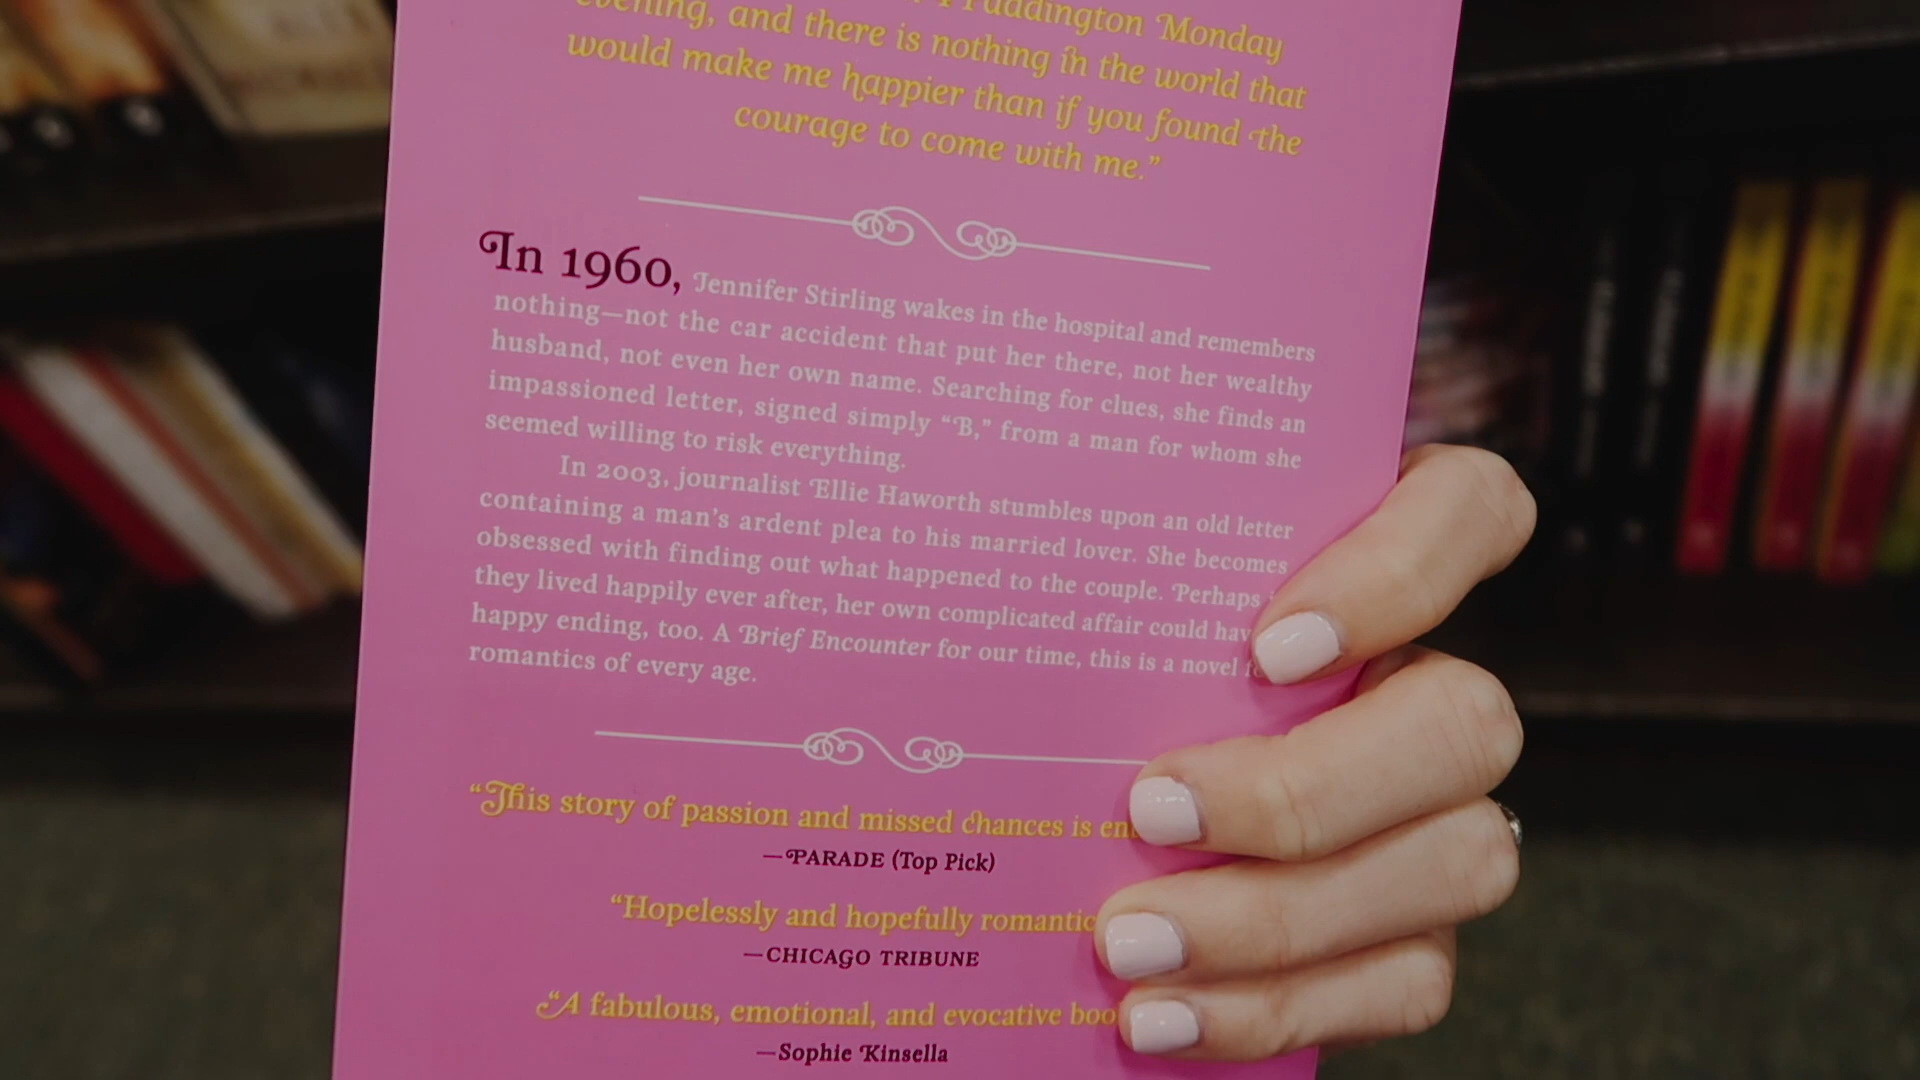 Paddington Monday
evening, and there is nothing in the world that
would make me happier than if you found the
courage to come with me.”
In 1960, Jennifer Stirling wakes in the hospital and remembers
nothing—not the car accident that put her there, not her wealthy
husband, not even her own name. Searching for clues, she finds an
impassioned letter, signed simply “B,” from a man for whom she
seemed willing to risk everything.
In 2003, journalist Ellie Haworth stumbles upon an old letter
containing a man’s ardent plea to his married lover. She becomes
obsessed with finding out what happened to the couple. Perhaps
they lived happily ever after, her own complicated affair could
happy ending, too. A Brief Encounter for our time, this is a novel
romantics of every age.
“This story of passion and missed chances is
—PARADE (Top Pick)
“Hopelessly and hopefully romantic
—CHICAGO TRIBUNE
“A fabulous, emotional, and evocative
—Sophie Kinsella